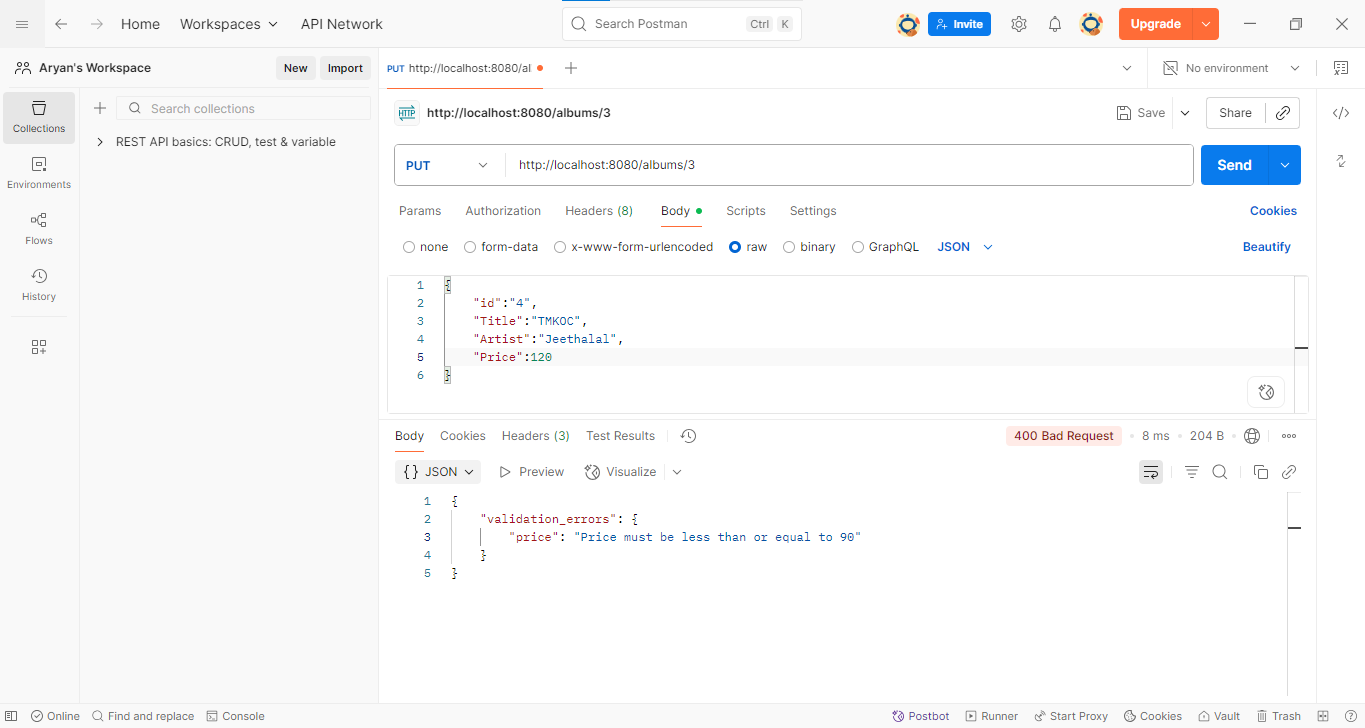 Home Workspaces API Network Search Postman Ctrl K Invite Upgrade
Aryan's Workspace New Import PUT http://localhost:8080/al No environment
Collections
Search collections
REST API basics: CRUD, test & variable
Environments
Flows
History
HTTP http://localhost:8080/albums/3 Save Share
PUT http://localhost:8080/albums/3 Send
Params Authorization Headers (8) Body Scripts Settings Cookies
none form-data x-www-form-urlencoded raw binary GraphQL JSON Beautify
1 {
2 "id":"4",
3 "Title":"TMKOC",
4 "Artist":"Jeethalal",
5 "Price":120
6 }
Body Cookies Headers (3) Test Results 400 Bad Request 8 ms 204 B
{} JSON Preview Visualize
1 {
2 "validation_errors": {
3 "price": "Price must be less than or equal to 90"
4 }
5 }
Online Find and replace Console Postbot Runner Start Proxy Cookies Vault Trash